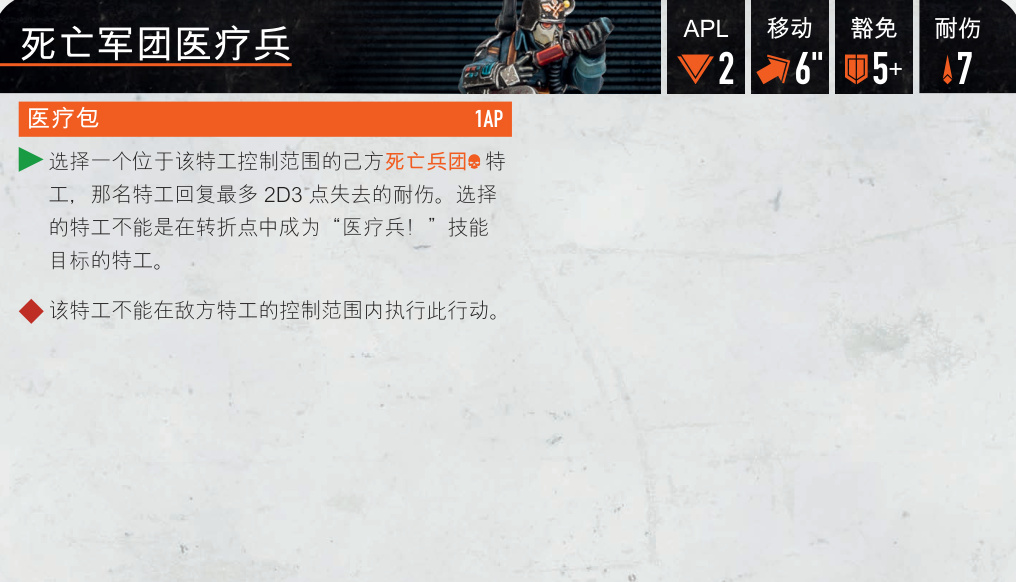 死亡军团医疗兵
APL 移动 豁免 耐伤
2 6" 5+ 7
医疗包 1AP
选择一个位于该特工控制范围的己方死亡兵团 特
工，那名特工回复最多 2D3 点失去的耐伤。选择
的特工不能是在转折点中成为“医疗兵！”技能
目标的特工。
该特工不能在敌方特工的控制范围内执行此行动。